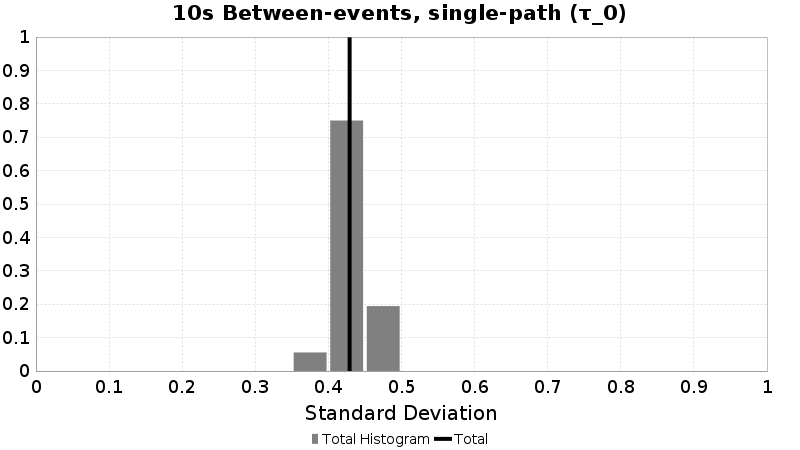 10s Between-events, single-path (τ_0)
1
0.9
0.8
0.7
0.6
0.5
0.4
0.3
0.2
0.1
0
0 0.1 0.2 0.3 0.4 0.5 0.6 0.7 0.8 0.9 1
Standard Deviation
Total Histogram Total